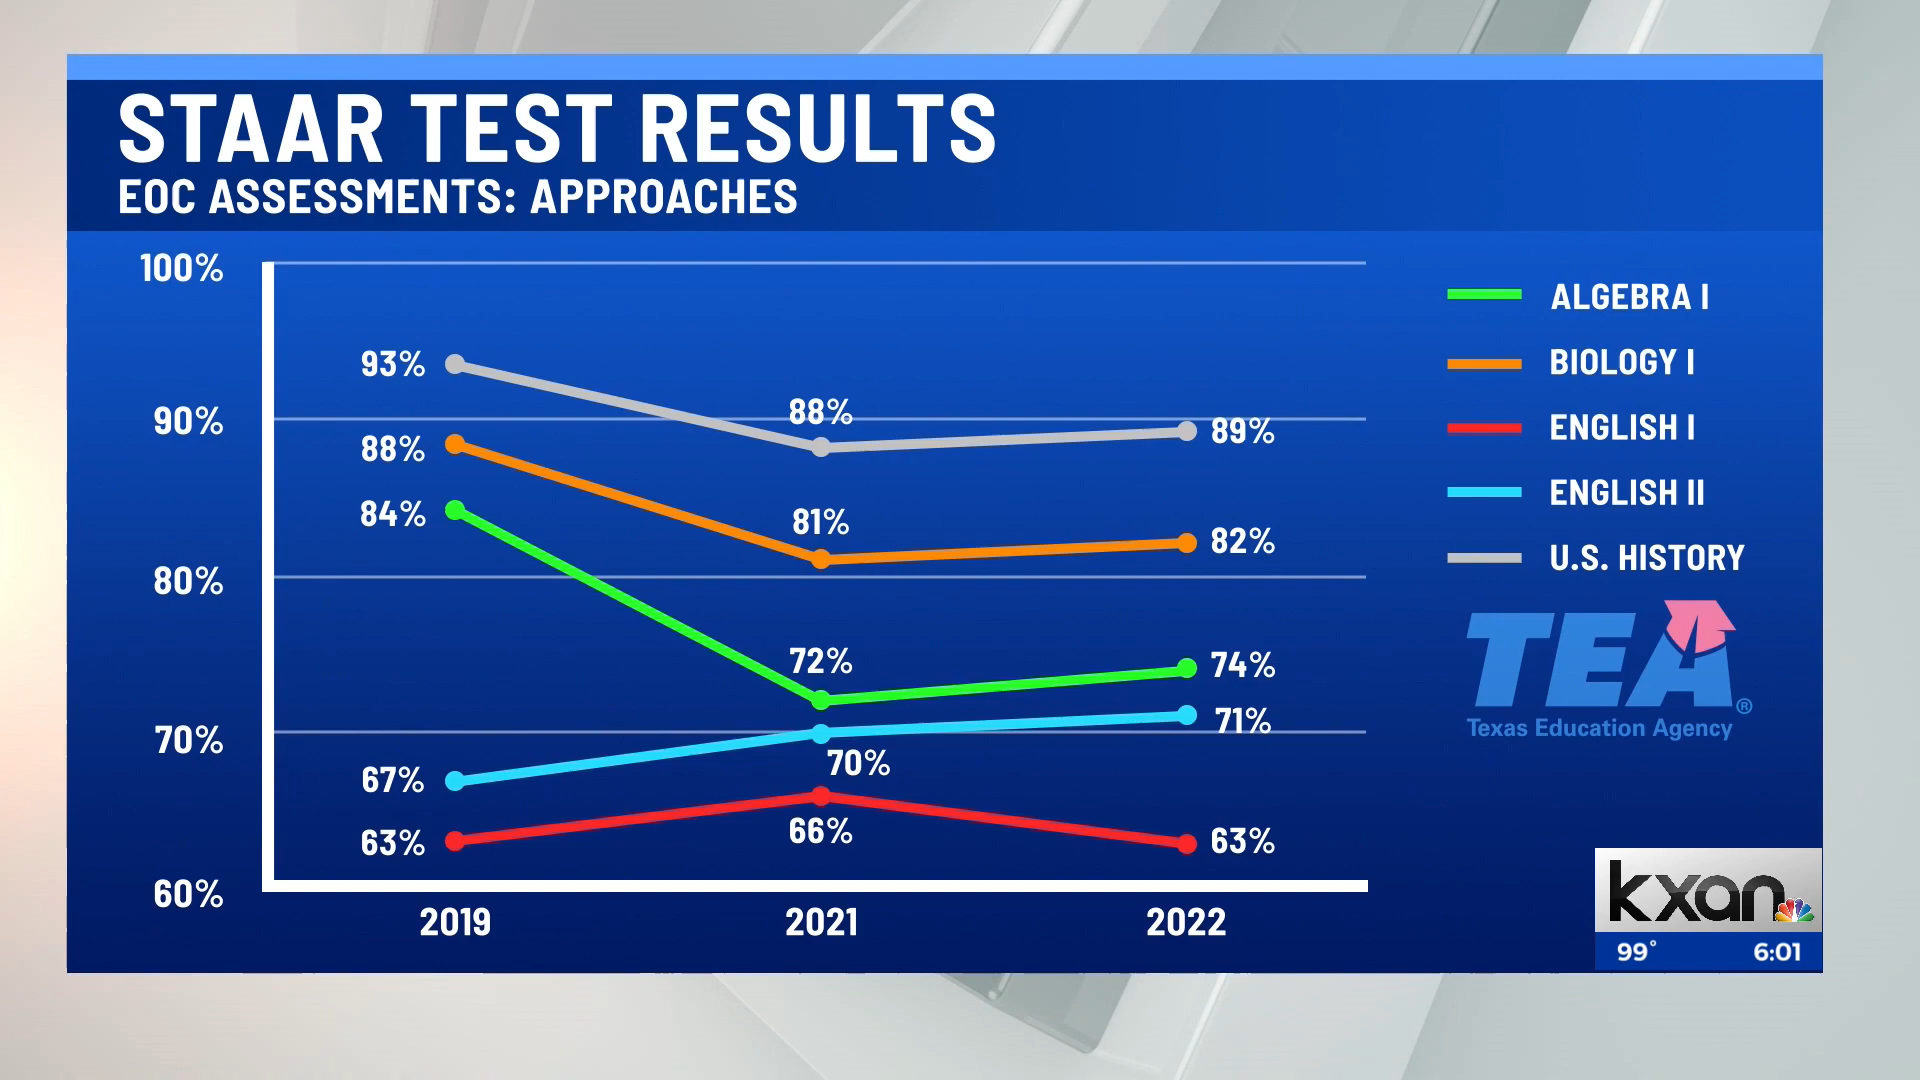 STAAR TEST RESULTS
EOC ASSESSMENTS: APPROACHES
100%
90%
80%
70%
60%
93%
88%
89%
88%
81%
82%
84%
72%
74%
67%
70%
71%
63%
66%
63%
2019 2021 2022
ALGEBRA I
BIOLOGY I
ENGLISH I
ENGLISH II
U.S. HISTORY
TEA®
Texas Education Agency
kxan
99° 6:01